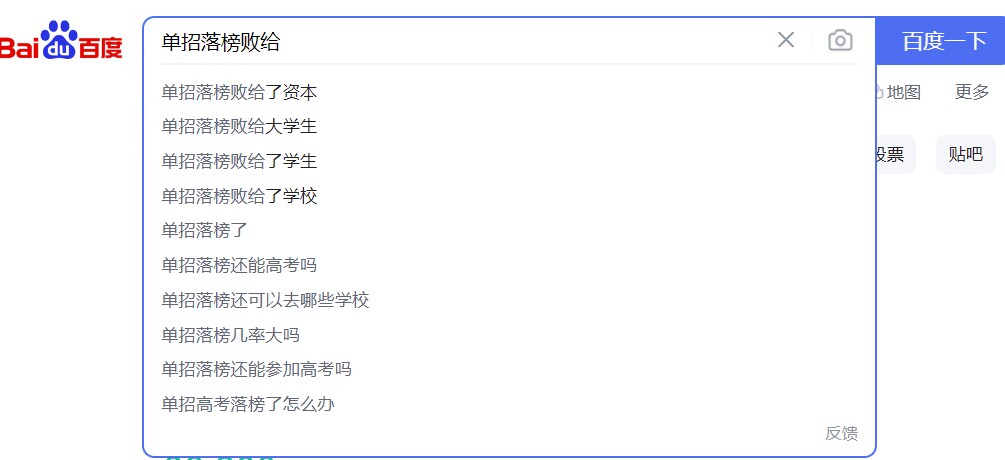 Bai du 百度
单招落榜败给
百度一下
地图 更多
股票 贴吧
单招落榜败给了资本
单招落榜败给大学生
单招落榜败给了学生
单招落榜败给了学校
单招落榜了
单招落榜还能高考吗
单招落榜还可以去哪些学校
单招落榜几率大吗
单招落榜还能参加高考吗
单招高考落榜了怎么办
反馈